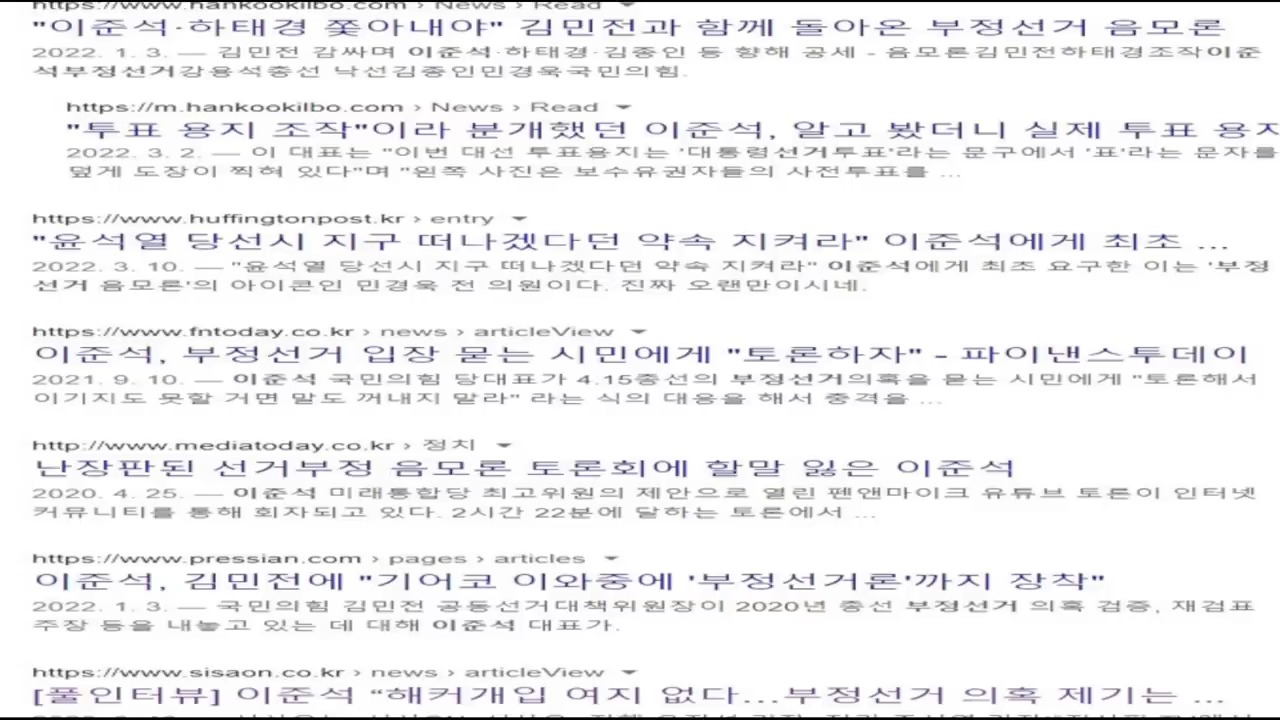 https://www.hankookilbo.com › News › Read
"이준석·하태경 쫓아내야" 김민전과 함께 돌아온 부정선거 음모론
2022. 1. 3. — 김민전 감싸며 이준석·하태경·김종인 등 향해 공세 - 음모론김민전하태경조작이준
석부정선거강용석총선 낙선김종인민경욱국민의힘.
https://m.hankookilbo.com › News › Read
"투표 용지 조작"이라 분개했던 이준석, 알고 봤더니 실제 투표 용지
2022. 3. 2. — 이 대표는 "이번 대선 투표용지는 '대통령선거투표'라는 문구에서 '표'라는 문자를
덮게 도장이 찍혀 있다"며 "왼쪽 사진은 보수유권자들의 사전투표를 ...
https://www.huffingtonpost.kr › entry
"윤석열 당선시 지구 떠나겠다던 약속 지켜라" 이준석에게 최초 ...
2022. 3. 10. — "윤석열 당선시 지구 떠나겠다던 약속 지켜라" 이준석에게 최초 요구한 이는 '부정
선거 음모론'의 아이콘인 민경욱 전 의원이다. 진짜 오랜만이시네.
https://www.fntoday.co.kr › news › articleView
이준석, 부정선거 입장 묻는 시민에게 "토론하자" - 파이낸스투데이
2021. 9. 10. — 이준석 국민의힘 당대표가 4.15총선의 부정선거의혹을 묻는 시민에게 "토론해서
이기지도 못할 거면 말도 꺼내지 말라" 라는 식의 대응을 해서 충격을 ...
http://www.mediatoday.co.kr › 정치
난장판된 선거부정 음모론 토론회에 할말 잃은 이준석
2020. 4. 25. — 이준석 미래통합당 최고위원의 제안으로 열린 펜앤마이크 유튜브 토론이 인터넷
커뮤니티를 통해 회자되고 있다. 2시간 22분에 달하는 토론에서 ...
https://www.pressian.com › pages › articles
이준석, 김민전에 "기어코 이와중에 '부정선거론'까지 장착"
2022. 1. 3. — 국민의힘 김민전 공동선거대책위원장이 2020년 총선 부정선거 의혹 검증, 재검표
주장 등을 내놓고 있는 데 대해 이준석 대표가.
https://www.sisaon.co.kr › news › articleView
[풀인터뷰] 이준석 “해커개입 여지 없다...부정선거 의혹 제기는 ...